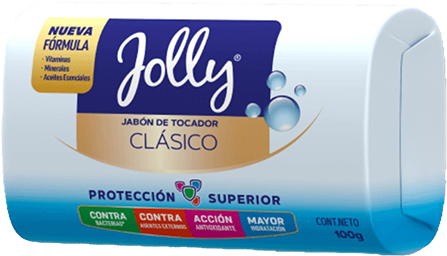 NUEVA
FÓRMULA
• Vitaminas
• Minerales
• Aceites Esenciales
Jolly®
JABÓN DE TOCADOR
CLÁSICO
PROTECCIÓN SUPERIOR
CONTRA
BACTERIAS*
CONTRA
AGENTES EXTERNOS
ACCIÓN
ANTIOXIDANTE
MAYOR
HIDRATACIÓN
CONT.NETO
100g